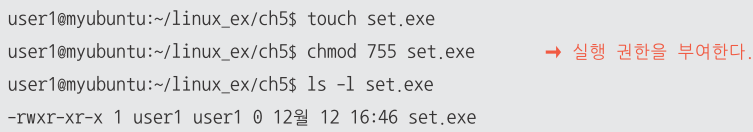 user1@myubuntu:~/linux_ex/ch5$ touch set.exe
user1@myubuntu:~/linux_ex/ch5$ chmod 755 set.exe → 실행 권한을 부여한다.
user1@myubuntu:~/linux_ex/ch5$ ls -l set.exe
-rwxr-xr-x 1 user1 user1 0 12월 12 16:46 set.exe